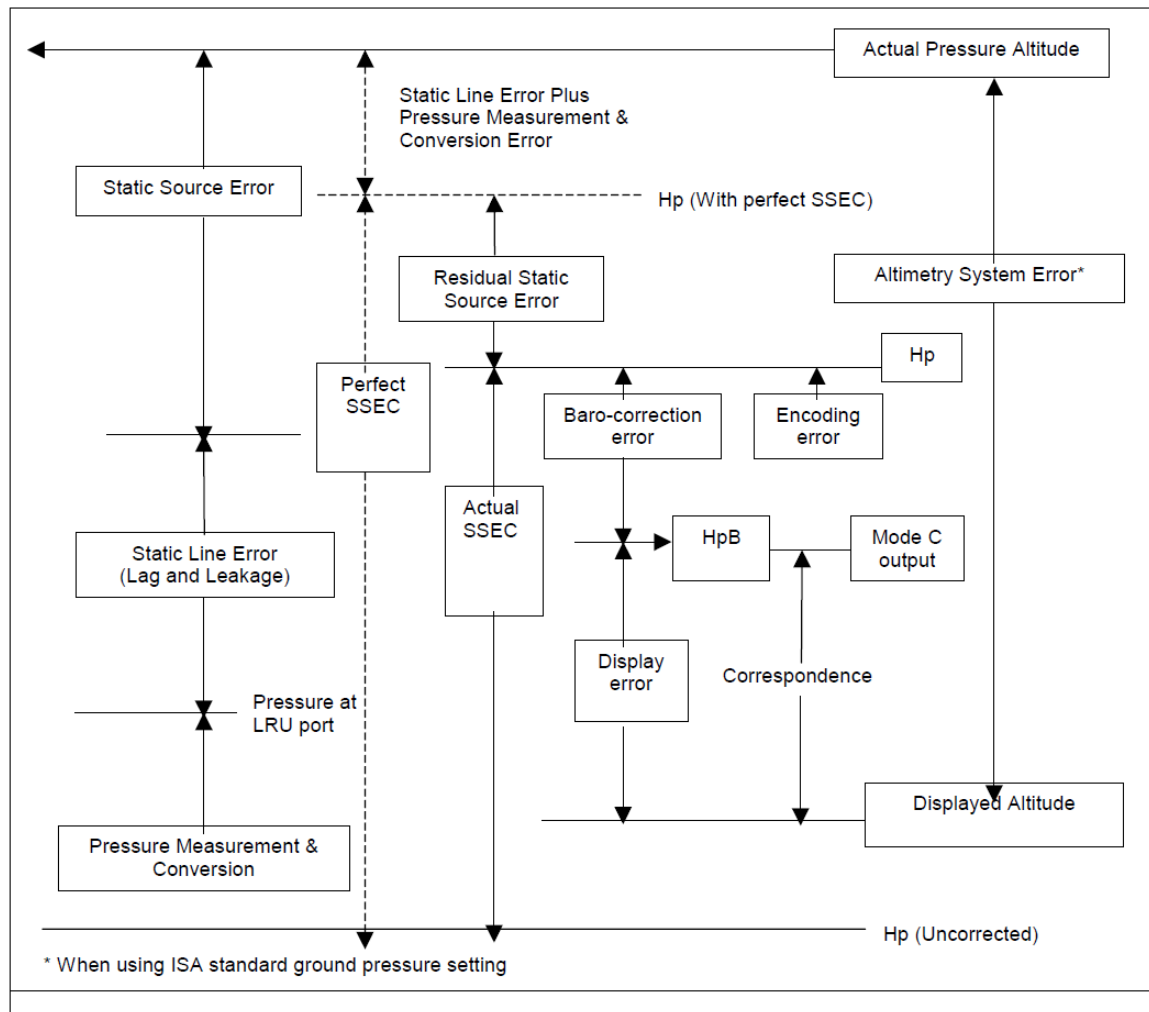 Actual Pressure Altitude
Static Line Error Plus
Pressure Measurement &
Conversion Error
Static Source Error
Hp (With perfect SSEC)
Residual Static
Source Error
Altimetry System Error*
Hp
Perfect
SSEC
Baro-correction
error
Encoding
error
Actual
SSEC
HpB
Mode C
output
Static Line Error
(Lag and Leakage)
Display
error
Correspondence
Pressure at
LRU port
Displayed Altitude
Pressure Measurement &
Conversion
Hp (Uncorrected)
* When using ISA standard ground pressure setting